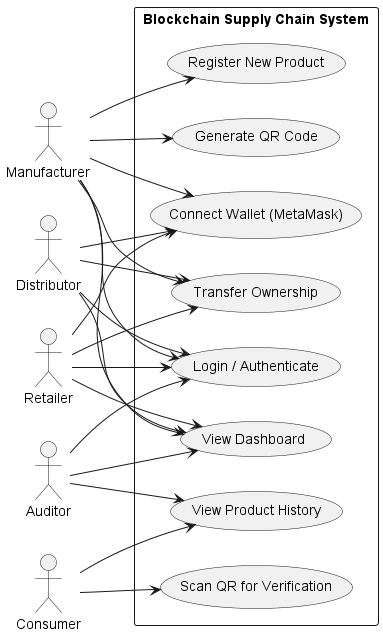 Blockchain Supply Chain System
Register New Product
Generate QR Code
Manufacturer
Connect Wallet (MetaMask)
Distributor
Transfer Ownership
Login / Authenticate
Retailer
View Dashboard
Auditor
View Product History
Scan QR for Verification
Consumer